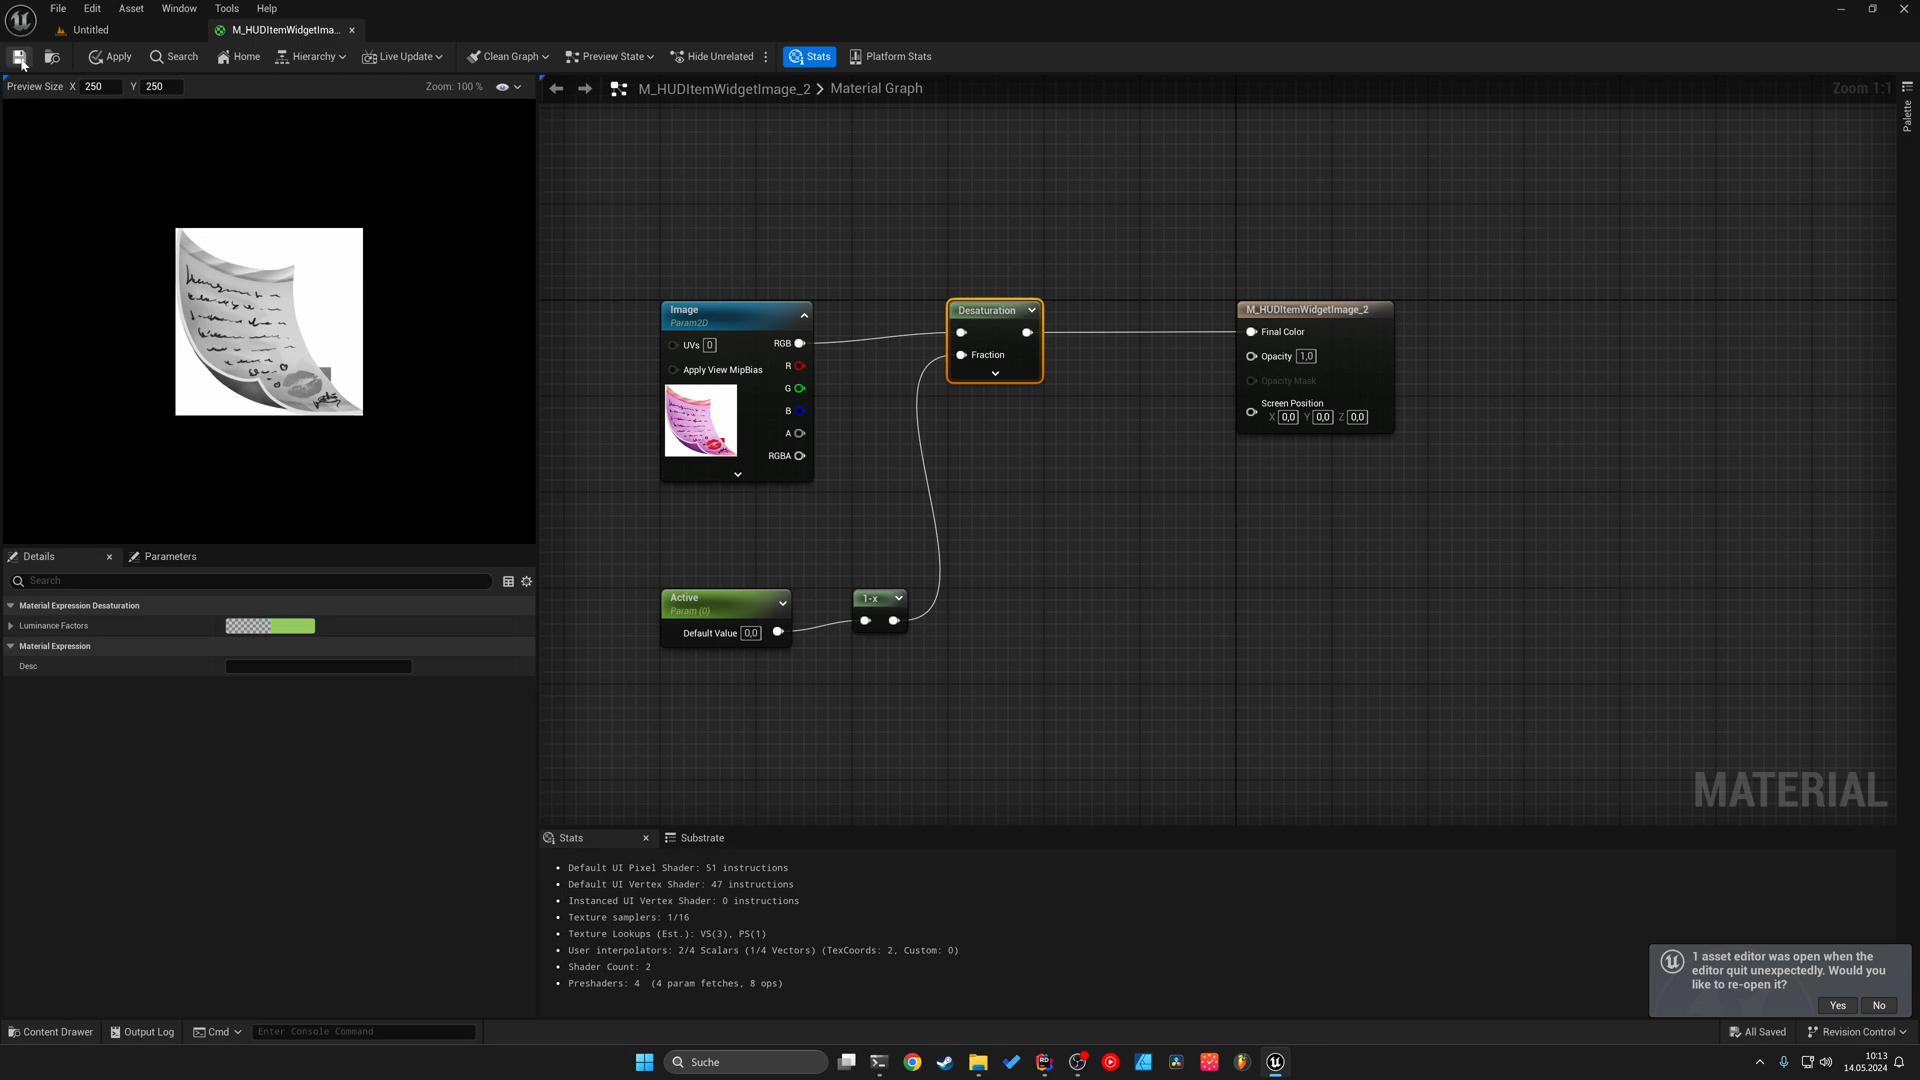 File Edit Asset Window Tools Help
Untitled M_HUDItemWidgetIma...
Apply Search Home Hierarchy Live Update Clean Graph Preview State Hide Unrelated Stats Platform Stats
Preview Size X 250 Y 250 Zoom: 100 %
M_HUDItemWidgetImage_2 Material Graph Zoom 1:1
Palette
Image
Param2D
UVs 0 RGB
Apply View MipBias R
G
B
A
RGBA
Desaturation
Fraction
M_HUDItemWidgetImage_2
Final Color
Opacity 1,0
Opacity Mask
Screen Position
X 0,0 Y 0,0 Z 0,0
Active
Param (0)
Default Value 0,0
1-x
MATERIAL
Details Parameters
Search
Material Expression Desaturation
Luminance Factors
Material Expression
Desc
Stats Substrate
Default UI Pixel Shader: 51 instructions
Default UI Vertex Shader: 47 instructions
Instanced UI Vertex Shader: 0 instructions
Texture samplers: 1/16
Texture Lookups (Est.): VS(3), PS(1)
User interpolators: 2/4 Scalars (1/4 Vectors) (TexCoords: 2, Custom: 0)
Shader Count: 2
Preshaders: 4 (4 param fetches, 8 ops)
1 asset editor was open when the
editor quit unexpectedly. Would you
like to re-open it?
Yes No
Content Drawer Output Log Cmd Enter Console Command All Saved Revision Control
Suche
10:13
14.05.2024